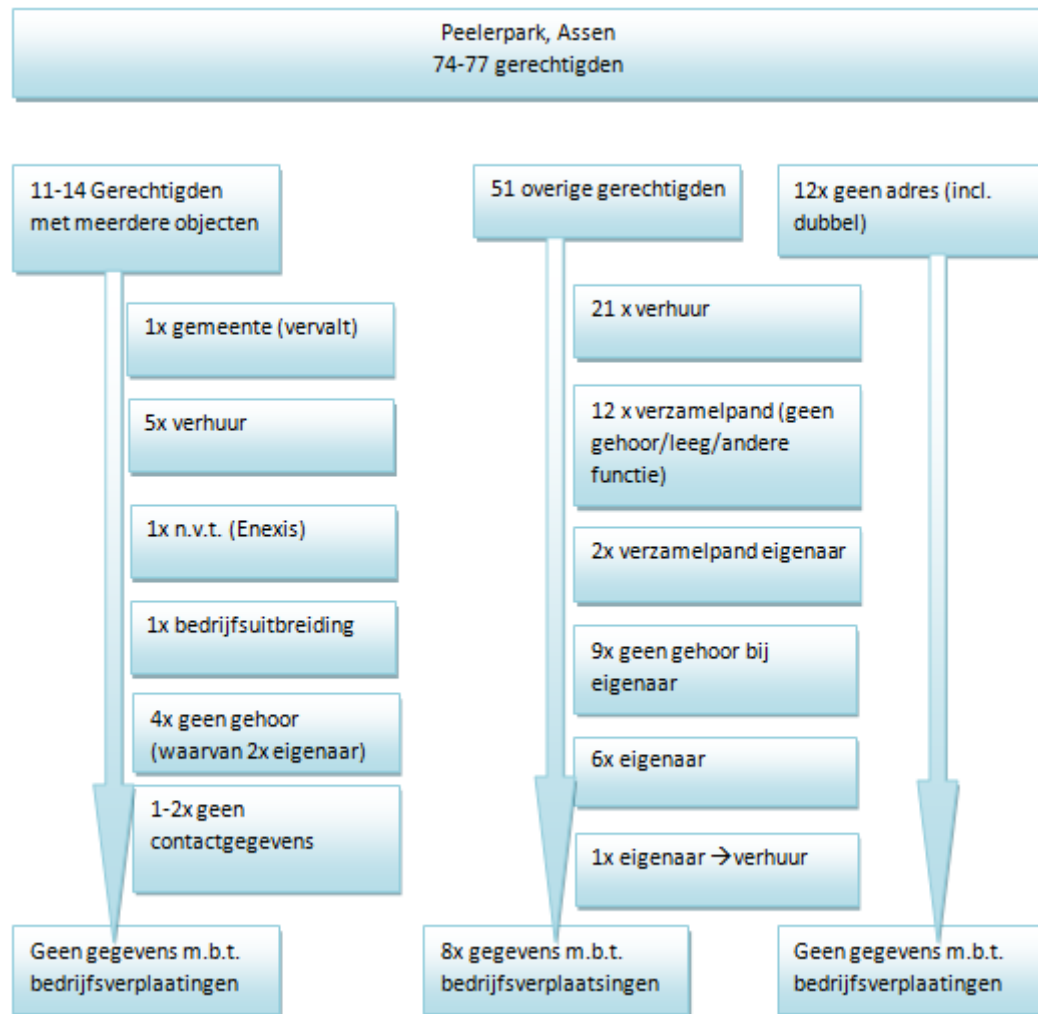 Peelerpark, Assen
74-77 gerechtigden
11-14 Gerechtigden
met meerdere objecten
1x gemeente (vervalt)
5x verhuur
1x n.v.t. (Enexis)
1x bedrijfsuitbreiding
4x geen gehoor
(waarvan 2x eigenaar)
1-2x geen
contactgegevens
Geen gegevens m.b.t.
bedrijfsverplaatingen
51 overige gerechtigden
21 x verhuur
12 x verzamelpand (geen
gehoor/leeg/andere
functie)
2x verzamelpand eigenaar
9x geen gehoor bij
eigenaar
6x eigenaar
1x eigenaar →verhuur
8x gegevens m.b.t.
bedrijfsverplaatsingen
12x geen adres (incl.
dubbel)
Geen gegevens m.b.t.
bedrijfsverplaatingen